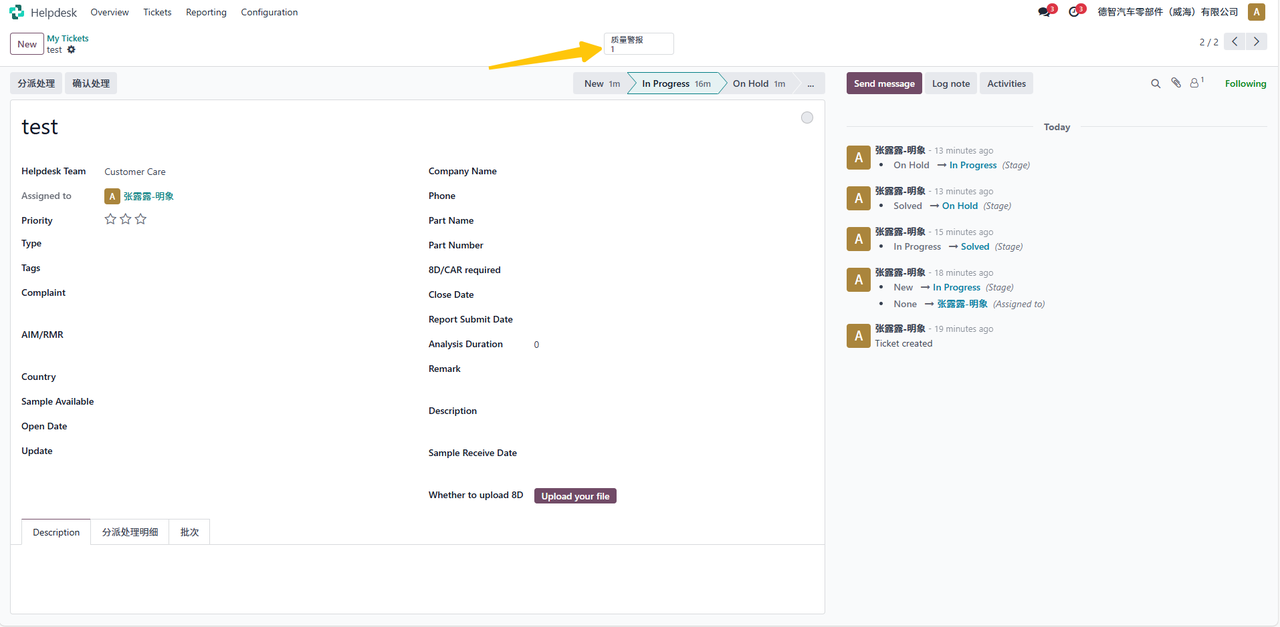 Helpdesk Overview Tickets Reporting Configuration 3 3 德智汽车零部件（威海）有限公司 A
New My Tickets 质量警报
test 1 2 / 2
分派处理 确认处理 New 1m In Progress 16m On Hold 1m ... Send message Log note Activities 1 Following
test
Helpdesk Team Customer Care
Assigned to A 张露露-明象
Priority
Type
Tags
Complaint
AIM/RMR
Country
Sample Available
Open Date
Update
Company Name
Phone
Part Name
Part Number
8D/CAR required
Close Date
Report Submit Date
Analysis Duration 0
Remark
Description
Sample Receive Date
Whether to upload 8D Upload your file
Description 分派处理明细 批次
Today
A 张露露-明象 - 13 minutes ago
• On Hold → In Progress (Stage)
A 张露露-明象 - 13 minutes ago
• Solved → On Hold (Stage)
A 张露露-明象 - 15 minutes ago
• In Progress → Solved (Stage)
A 张露露-明象 - 18 minutes ago
• New → In Progress (Stage)
• None → 张露露-明象 (Assigned to)
A 张露露-明象 - 19 minutes ago
Ticket created